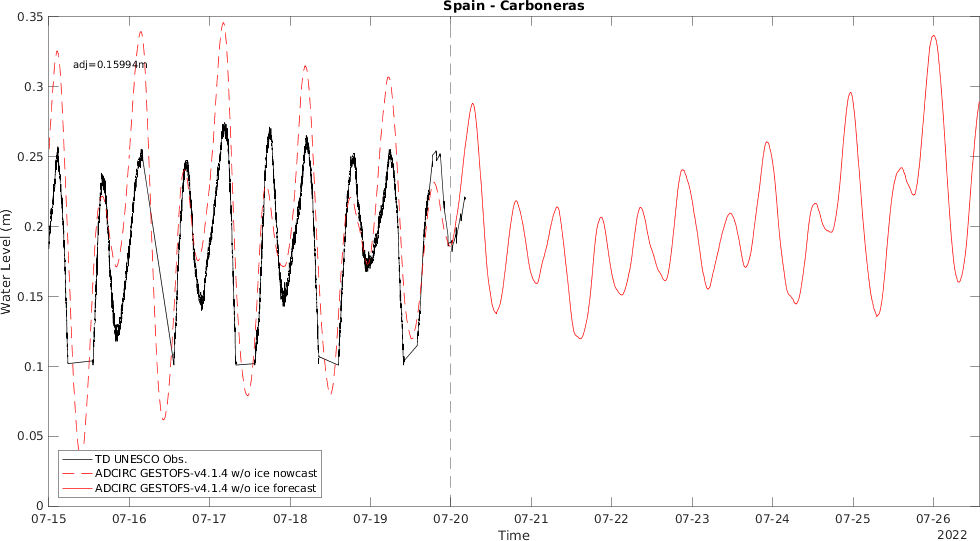 Spain - Carboneras
0.35
adj=0.15994m
0.3
0.25
0.2
0.15
0.1
0.05
0
Water Level (m)
TD UNESCO Obs.
ADCIRC GESTOFS-v4.1.4 w/o ice nowcast
ADCIRC GESTOFS-v4.1.4 w/o ice forecast
07-15 07-16 07-17 07-18 07-19 07-20 07-21 07-22 07-23 07-24 07-25 07-26
Time
2022